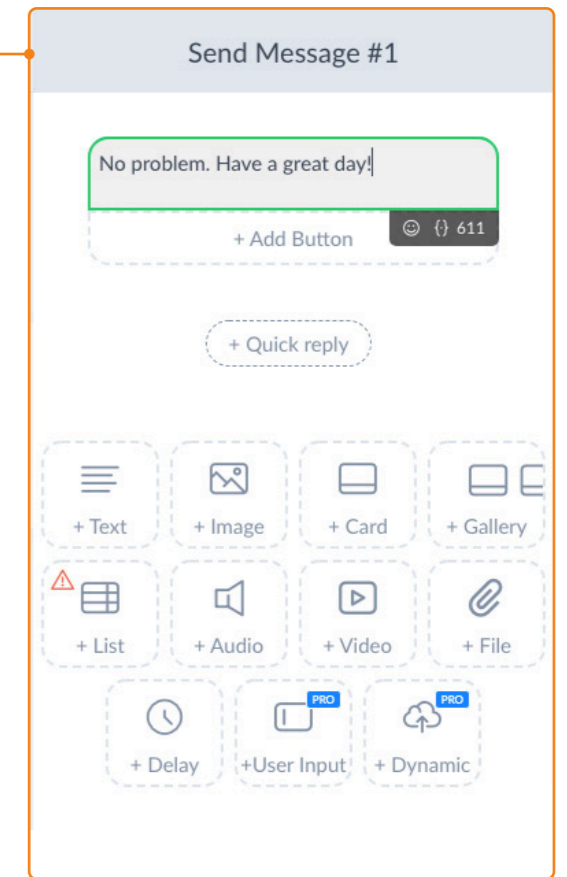 Send Message #1
No problem. Have a great day!
+ Add Button
{·} 611
+ Quick reply
+ Text
+ Image
+ Card
+ Gallery
+ List
+ Audio
+ Video
+ File
PRO
PRO
+ Delay
+User Input
+ Dynamic